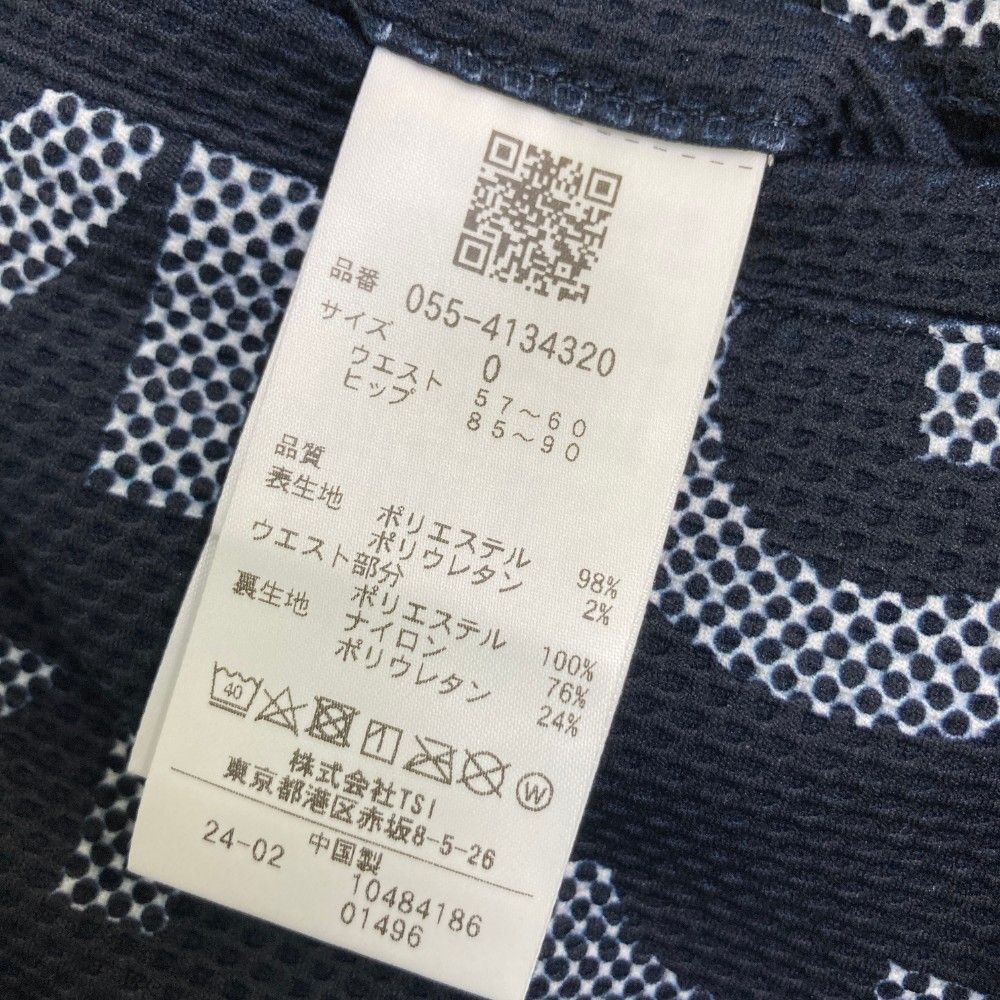 品番 055-4134320
サイズ 0
ウエスト 57～60
ヒップ 85～90
品質
表生地 ポリエステル 98%
ポリウレタン 2%
ウエスト部分
ポリエステル 100%
裏生地 ナイロン 76%
ポリウレタン 24%
40
W
株式会社TSI
東京都港区赤坂8-5-26
24-02 中国製
10484186
01496